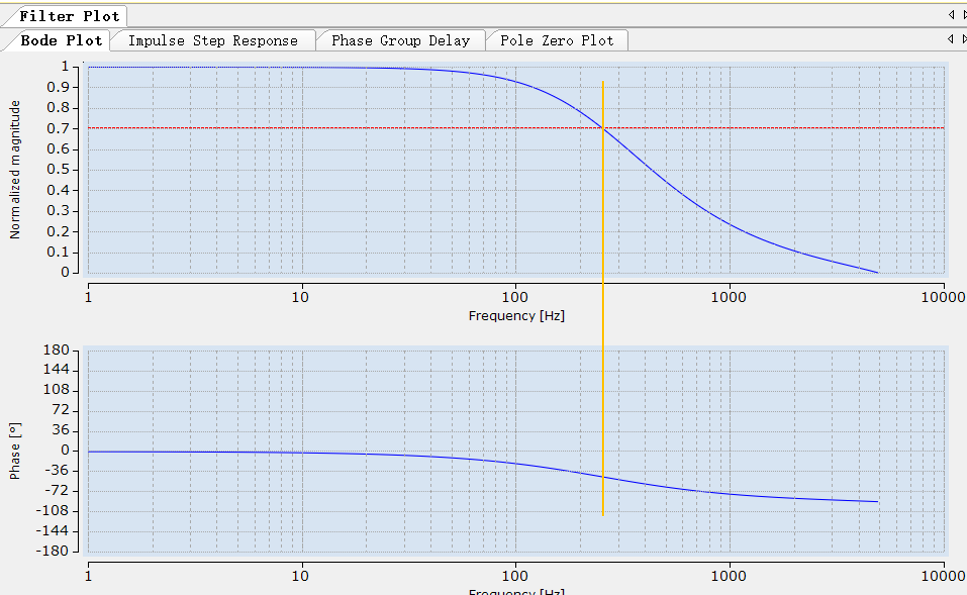 Filter Plot
Bode Plot
Impulse Step Response
Phase Group Delay
Pole Zero Plot
Normalized magnitude
1
0.9
0.8
0.7
0.6
0.5
0.4
0.3
0.2
0.1
0
1 10 100 1000 10000
Frequency [Hz]
Phase [°]
180
144
108
72
36
0
-36
-72
-108
-144
-180
1 10 100 1000 10000
Frequency [Hz]